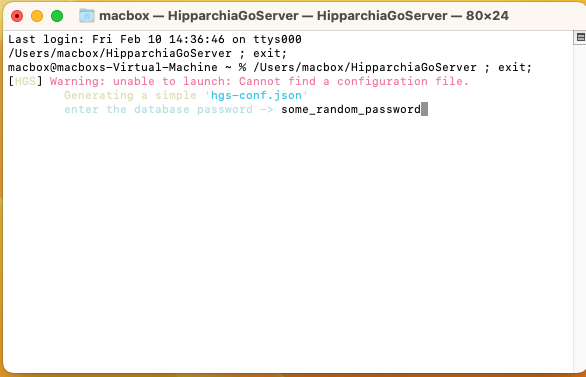 macbox — HipparchiaGoServer — HipparchiaGoServer — 80×24
Last login: Fri Feb 10 14:36:46 on ttys000
/Users/macbox/HipparchiaGoServer ; exit;
macbox@macboxs-Virtual-Machine ~ % /Users/macbox/HipparchiaGoServer ; exit;
[HGS] Warning: unable to launch: Cannot find a configuration file.
Generating a simple 'hgs-conf.json'
enter the database password -> some_random_password